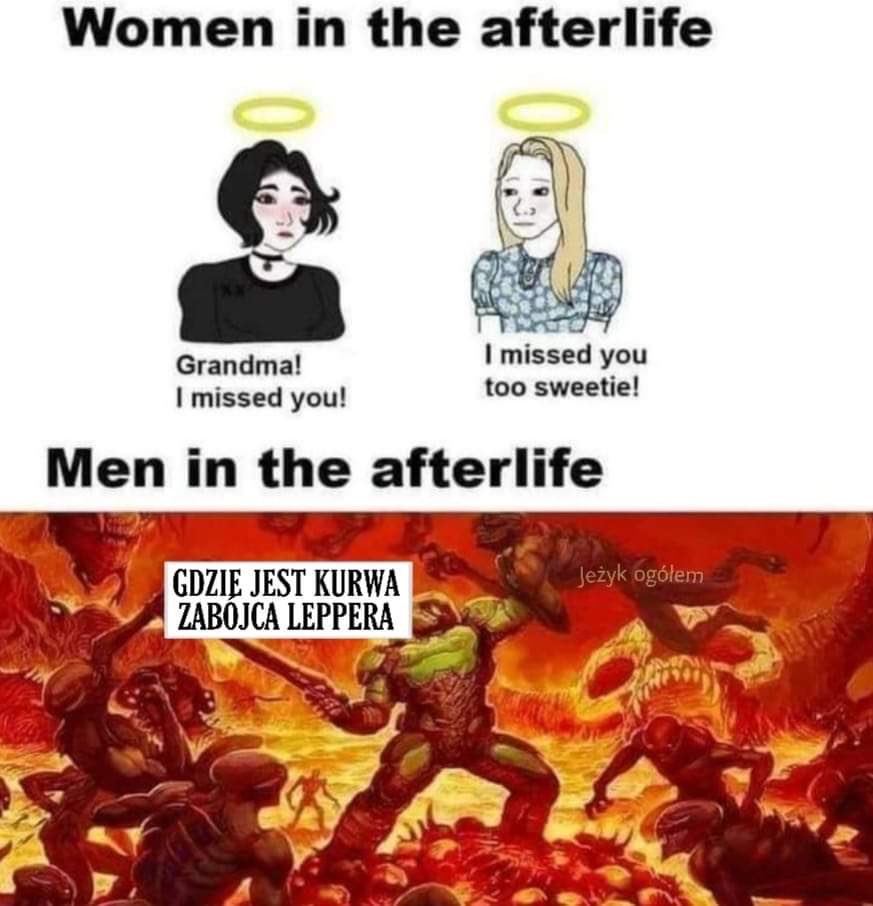 Women in the afterlife
Grandma!
I missed you!
I missed you
too sweetie!
Men in the afterlife
GDZIE JEST KURWA
ZABÓJCA LEPPERA
Jeżyk ogółem